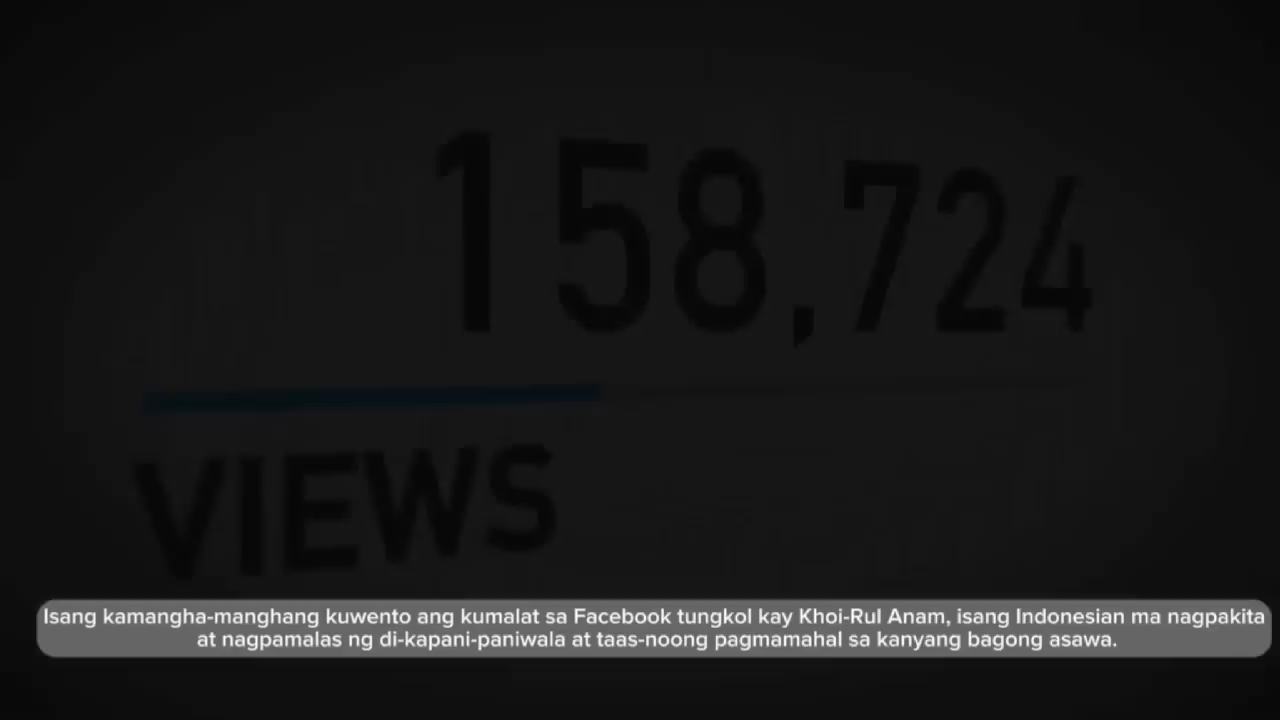 158,724
VIEWS
Isang kamangha-manghang kuwento ang kumalat sa Facebook tungkol kay Khoi-Rul Anam, isang Indonesian ma nagpakita
at nagpamalas ng di-kapani-paniwala at taas-noong pagmamahal sa kanyang bagong asawa.